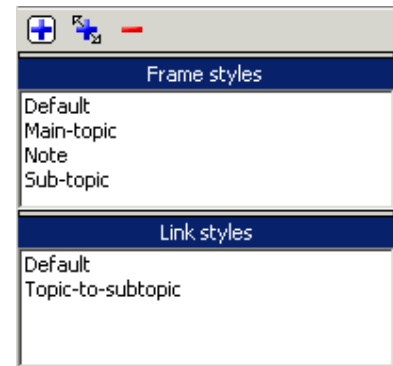 Frame styles
Default
Main-topic
Note
Sub-topic
Link styles
Default
Topic-to-subtopic